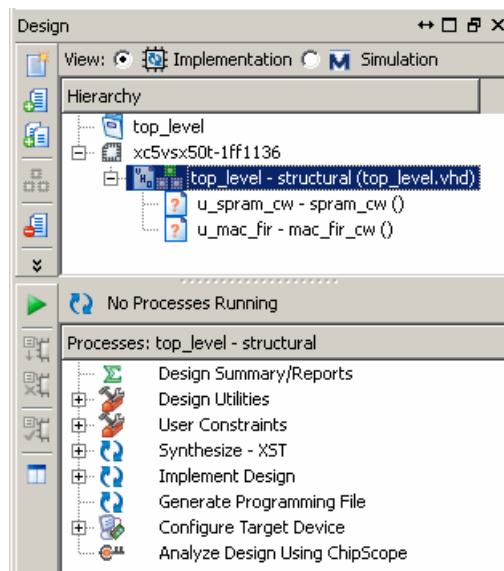 Design
View: Implementation Simulation
Hierarchy
top_level
xc5vsx50t-1ff1136
top_level - structural (top_level.vhd)
u_spram_cw - spram_cw ()
u_mac_fir - mac_fir_cw ()
No Processes Running
Processes: top_level - structural
Design Summary/Reports
Design Utilities
User Constraints
Synthesize - XST
Implement Design
Generate Programming File
Configure Target Device
Analyze Design Using ChipScope